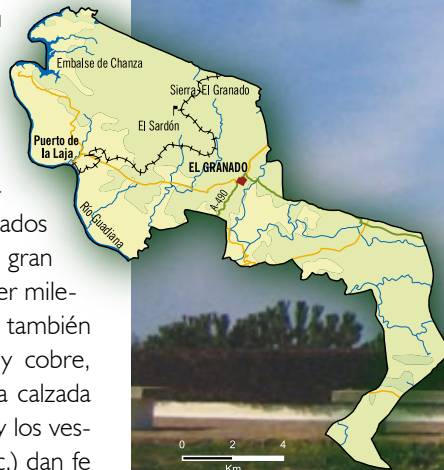 Embalse de Chanza
Sierra El Granado
El Sardón
Puerto de
la Laja
EL GRANADO
A-490
Río Guadiana
ados
gran
er mile-
también
y cobre,
a calzada
y los ves-
c.) dan fe
0 2 4
Km